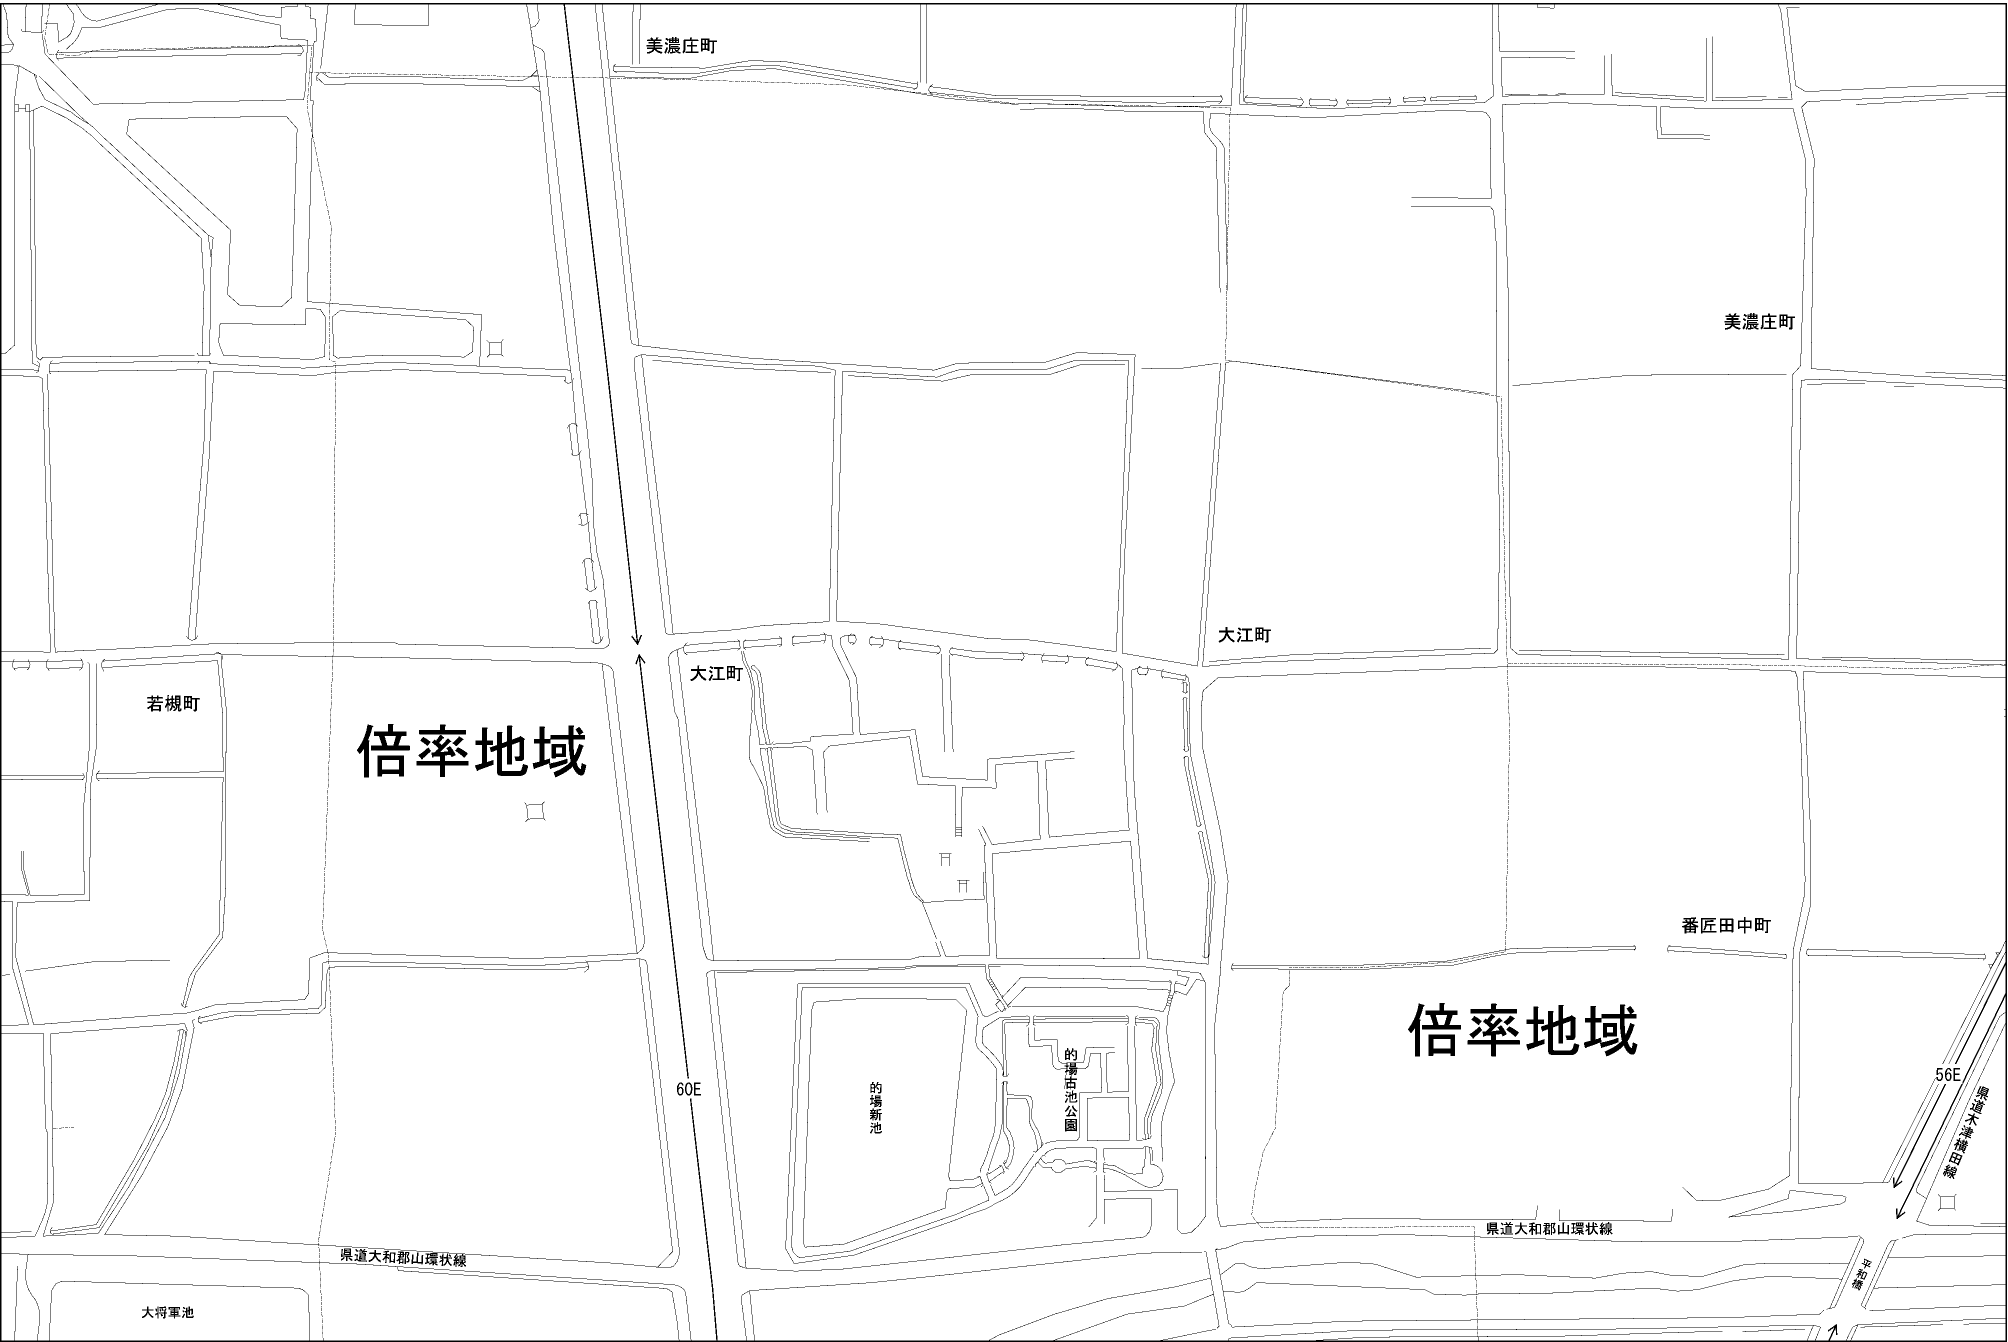 美濃庄町
美濃庄町
大江町
大江町
若槻町
倍率地域
番匠田中町
倍率地域
60E
56E
的場新池
的場古池公園
県道木津横田線
県道大和郡山環状線
県道大和郡山環状線
平和橋
大将軍池